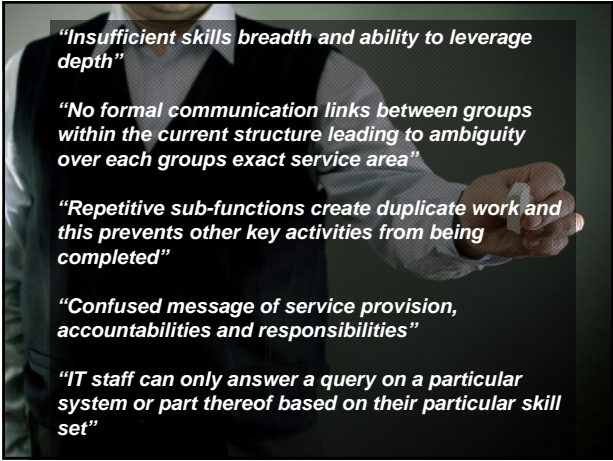 “Insufficient skills breadth and ability to leverage
depth”
“No formal communication links between groups
within the current structure leading to ambiguity
over each groups exact service area”
“Repetitive sub-functions create duplicate work and
this prevents other key activities from being
completed”
“Confused message of service provision,
accountabilities and responsibilities”
“IT staff can only answer a query on a particular
system or part thereof based on their particular skill
set”